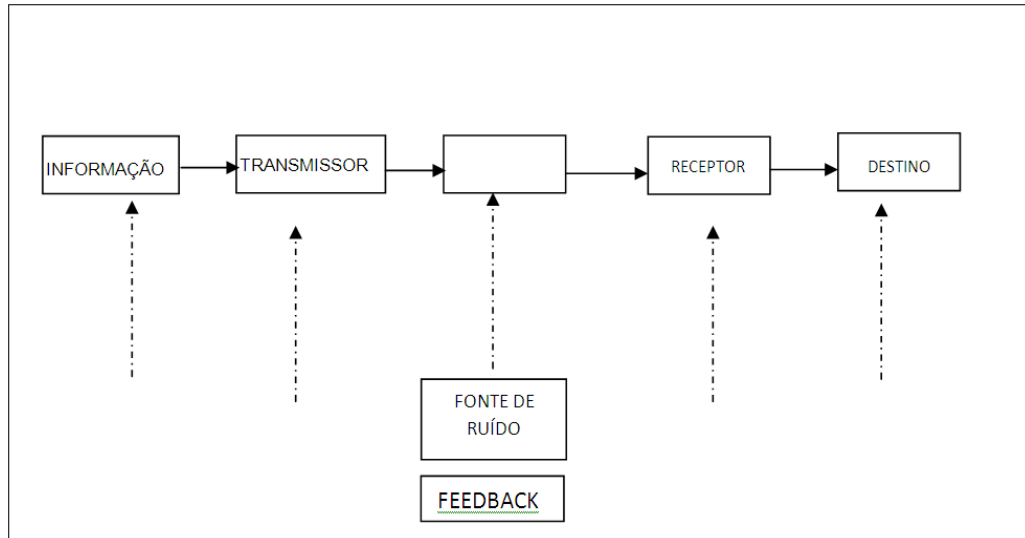 INFORMAÇÃO
TRANSMISSOR
RECEPTOR
DESTINO
FONTE DE
RUÍDO
FEEDBACK